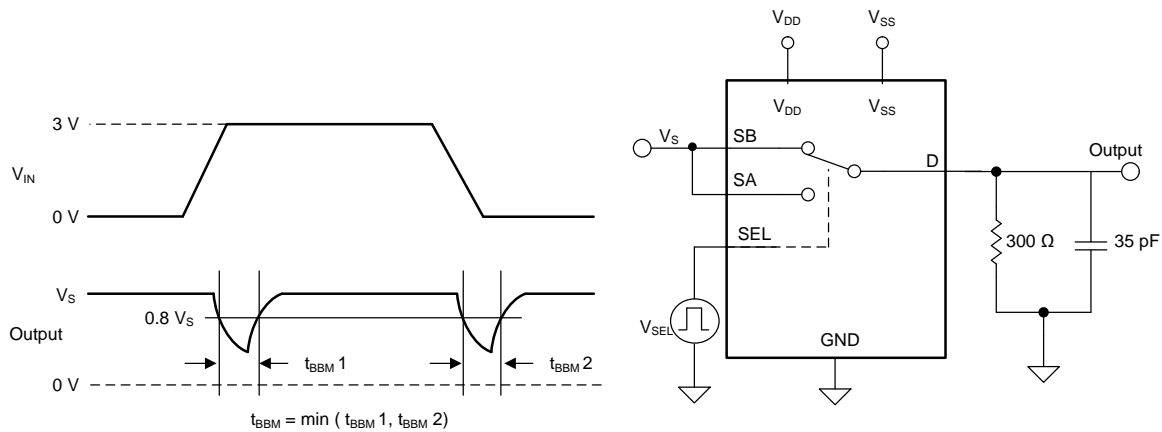 3 V
V_IN
0 V
V_S
0.8 V_S
Output
t_BBM 1
t_BBM 2
0 V
t_BBM = min ( t_BBM 1, t_BBM 2)
V_DD
V_SS
V_DD
V_SS
V_S
SB
D
Output
SA
SEL
300 Ω
35 pF
V_SEL
GND